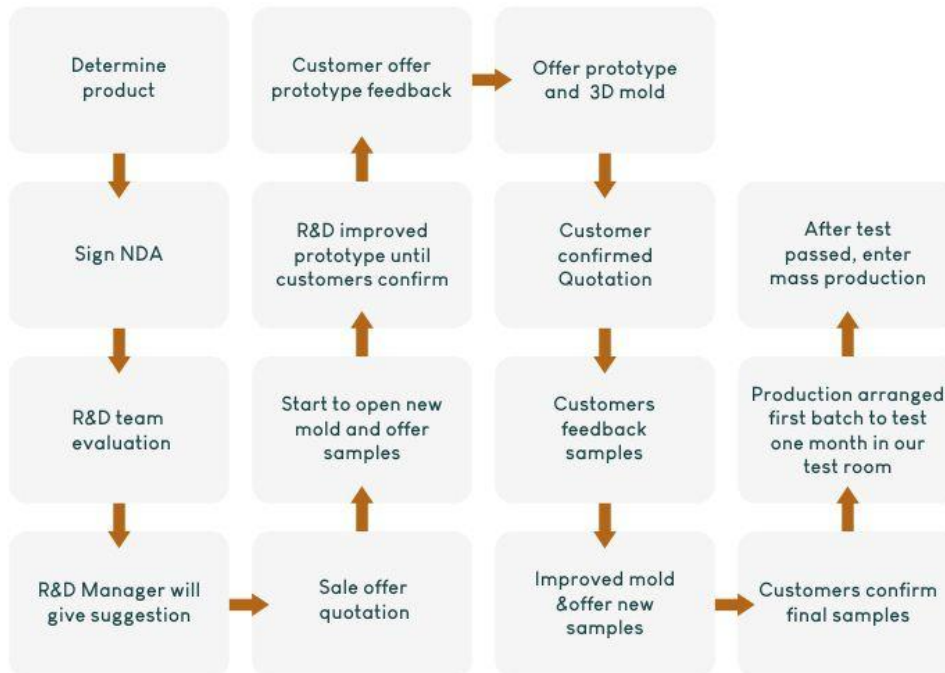 Determine
product
Sign NDA
R&D team
evaluation
R&D Manager will
give suggestion
Sale offer
quotation
Start to open new
mold and offer
samples
R&D improved
prototype until
customers confirm
Customer offer
prototype feedback
Offer prototype
and 3D mold
Customer
confirmed
Quotation
Customers
feedback
samples
Improved mold
&offer new
samples
Customers confirm
final samples
Production arranged
first batch to test
one month in our
test room
After test
passed, enter
mass production